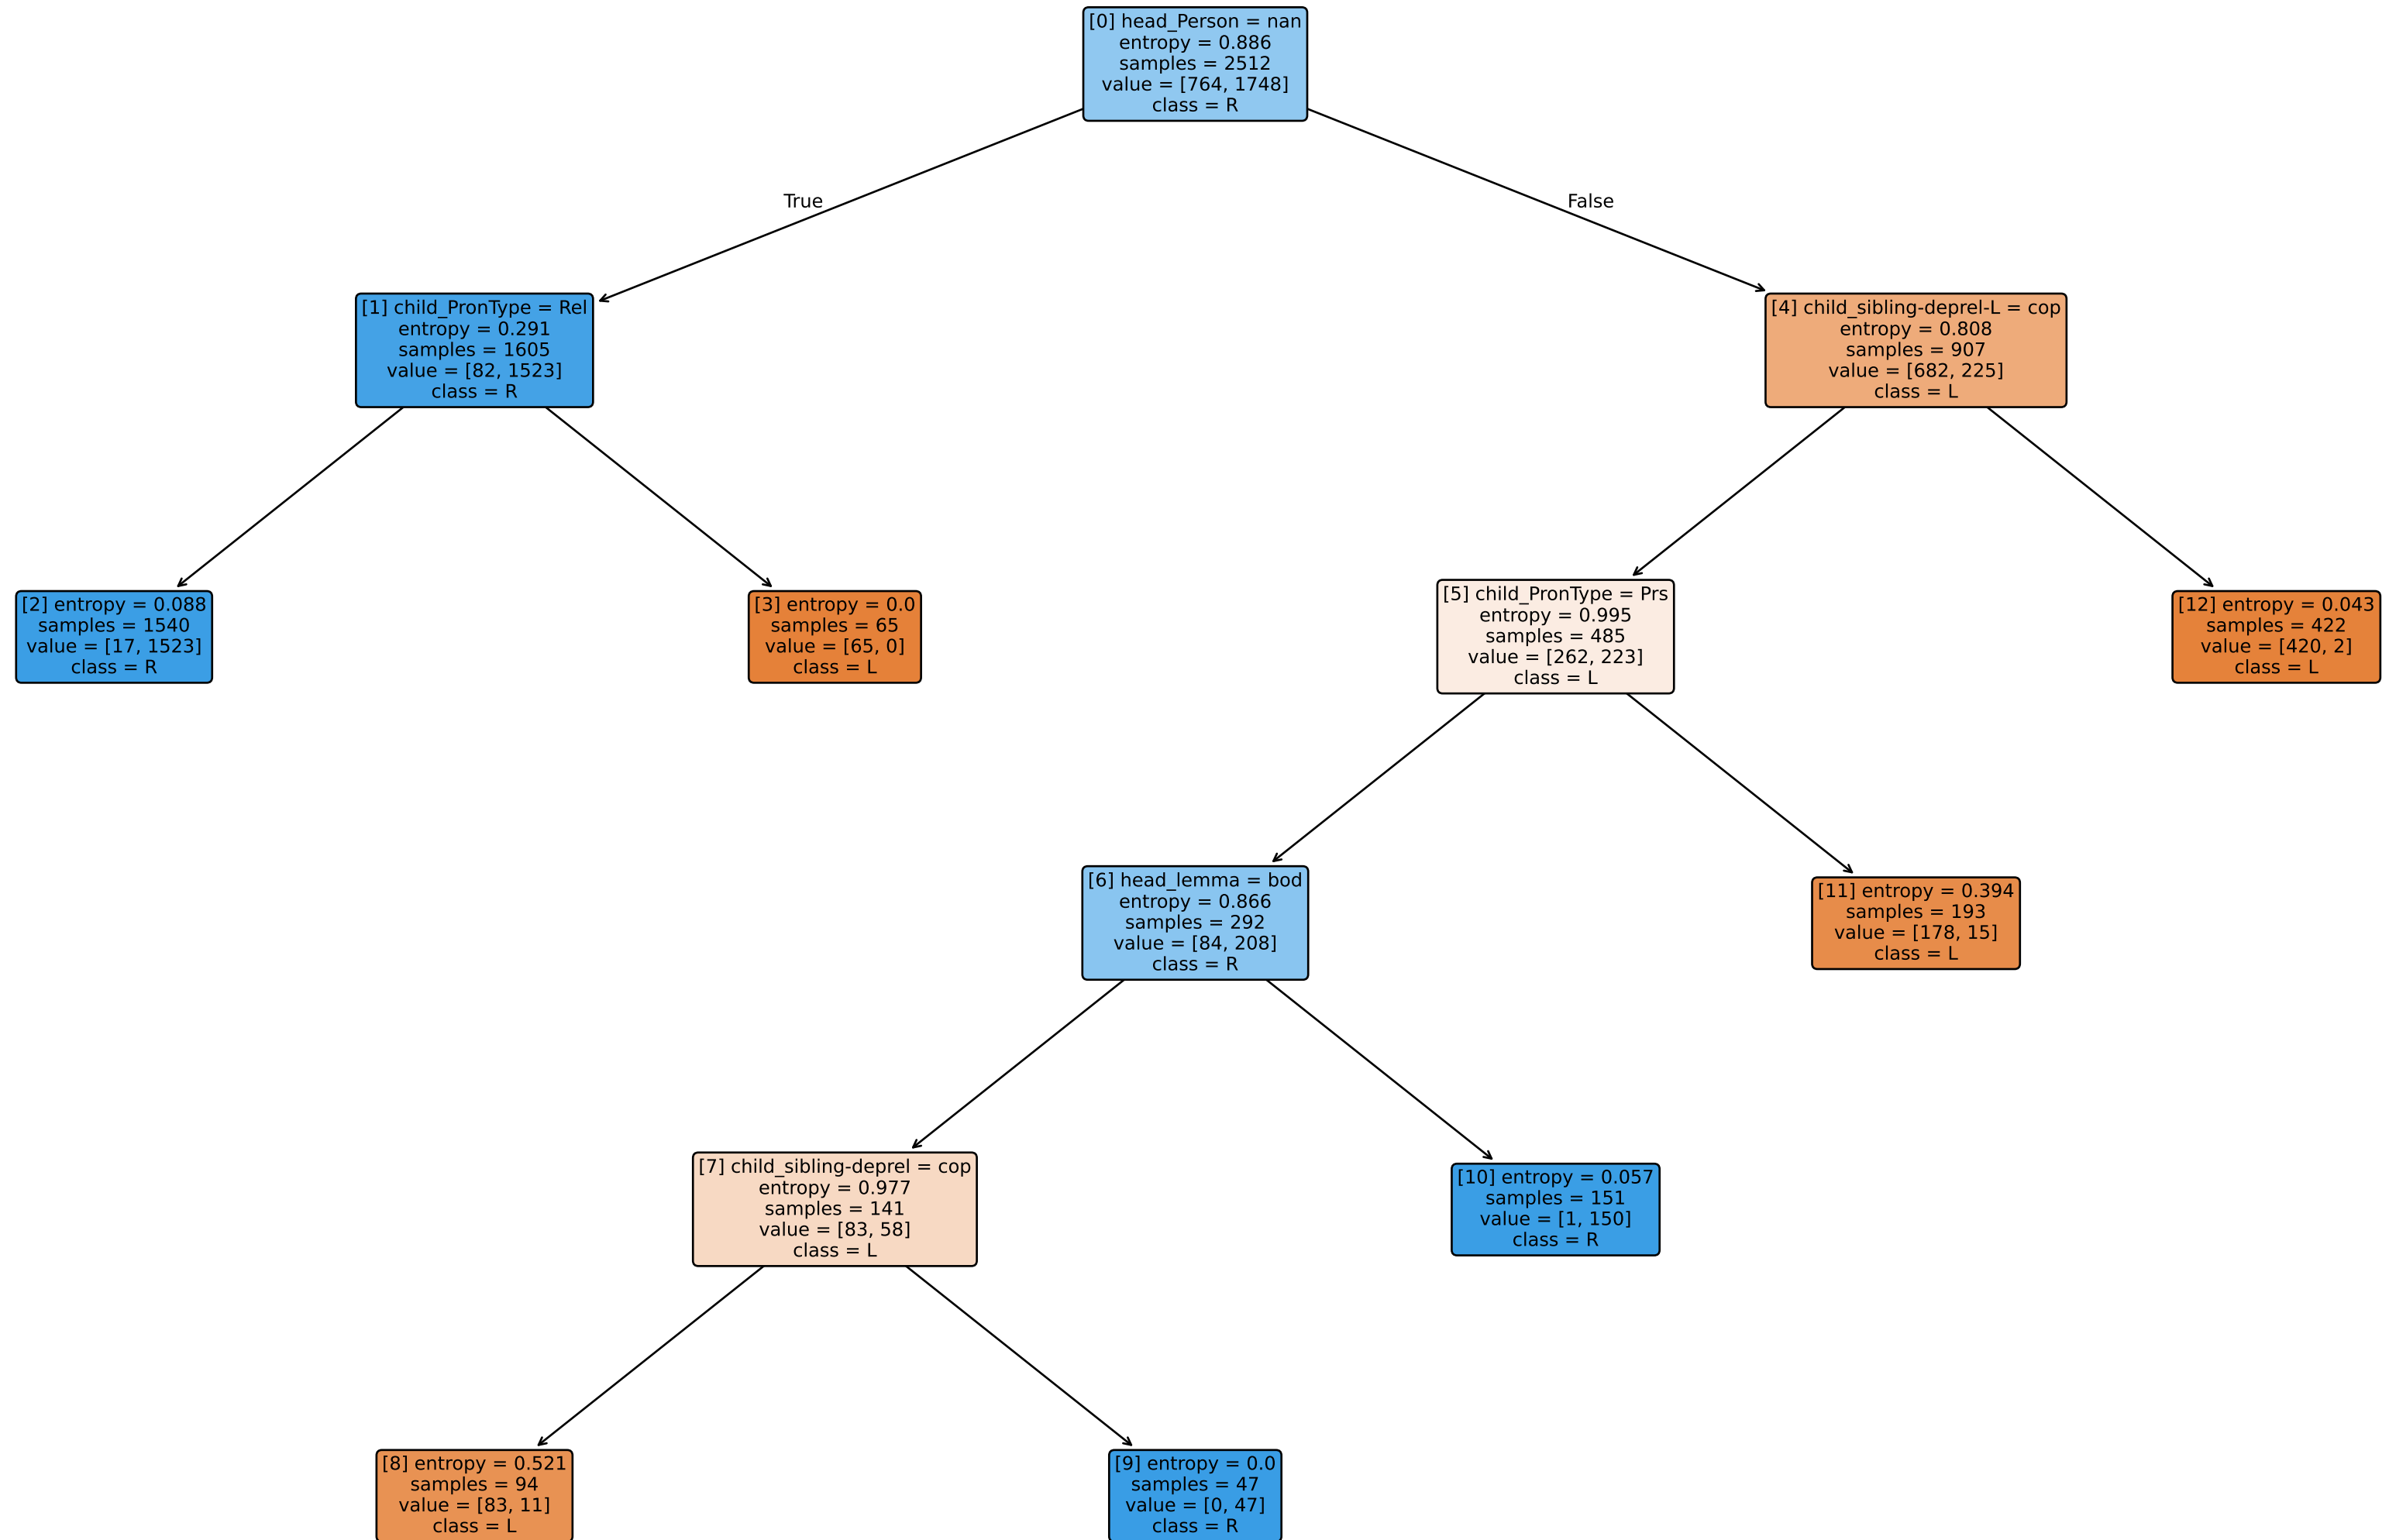 [0] head_Person = nan
entropy = 0.886
samples = 2512
value = [764, 1748]
class = R
True
False
[1] child_PronType = Rel
entropy = 0.291
samples = 1605
value = [82, 1523]
class = R
[4] child_sibling-deprel-L = cop
entropy = 0.808
samples = 907
value = [682, 225]
class = L
[2] entropy = 0.088
samples = 1540
value = [17, 1523]
class = R
[3] entropy = 0.0
samples = 65
value = [65, 0]
class = L
[5] child_PronType = Prs
entropy = 0.995
samples = 485
value = [262, 223]
class = L
[12] entropy = 0.043
samples = 422
value = [420, 2]
class = L
[6] head_lemma = bod
entropy = 0.866
samples = 292
value = [84, 208]
class = R
[11] entropy = 0.394
samples = 193
value = [178, 15]
class = L
[7] child_sibling-deprel = cop
entropy = 0.977
samples = 141
value = [83, 58]
class = L
[10] entropy = 0.057
samples = 151
value = [1, 150]
class = R
[8] entropy = 0.521
samples = 94
value = [83, 11]
class = L
[9] entropy = 0.0
samples = 47
value = [0, 47]
class = R